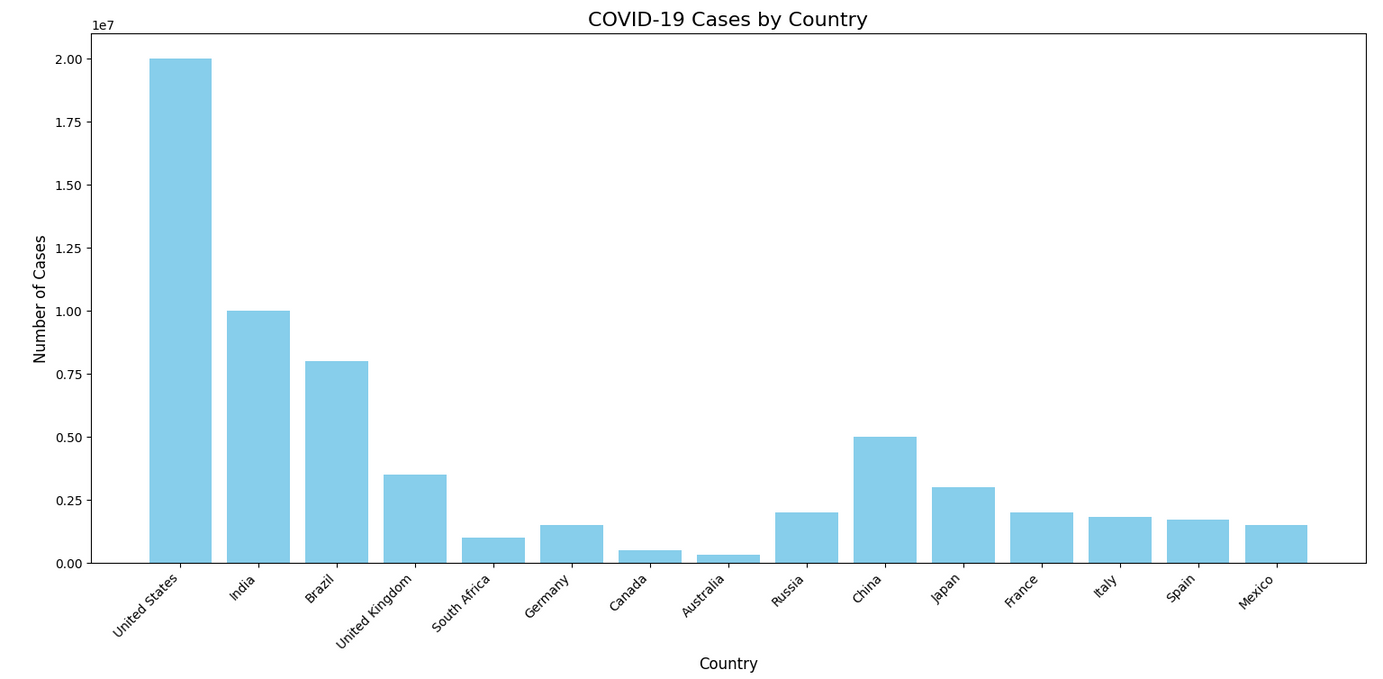 COVID-19 Cases by Country
1e7
2.00
1.75
1.50
1.25
1.00
0.75
0.50
0.25
0.00
Number of Cases
United States
India
Brazil
United Kingdom
South Africa
Germany
Canada
Australia
Russia
China
Japan
France
Italy
Spain
Mexico
Country